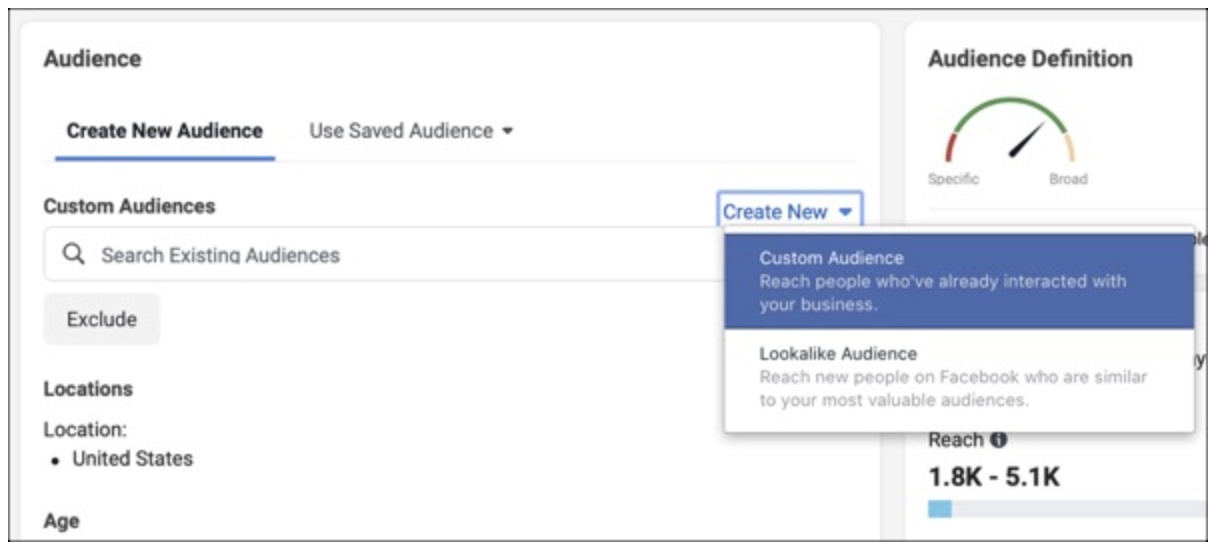 Audience
Create New Audience
Use Saved Audience
Custom Audiences
Create New
Search Existing Audiences
Custom Audience
Reach people who've already interacted with
your business.
Lookalike Audience
Reach new people on Facebook who are similar
to your most valuable audiences.
Exclude
Locations
Location:
• United States
Age
Audience Definition
Specific
Broad
Reach
1.8K - 5.1K